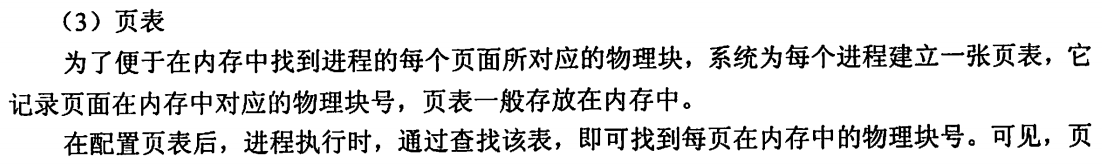 （3）页表
为了便于在内存中找到进程的每个页面所对应的物理块，系统为每个进程建立一张页表，它
记录页面在内存中对应的物理块号，页表一般存放在内存中。
在配置页表后，进程执行时，通过查找该表，即可找到每页在内存中的物理块号。可见，页